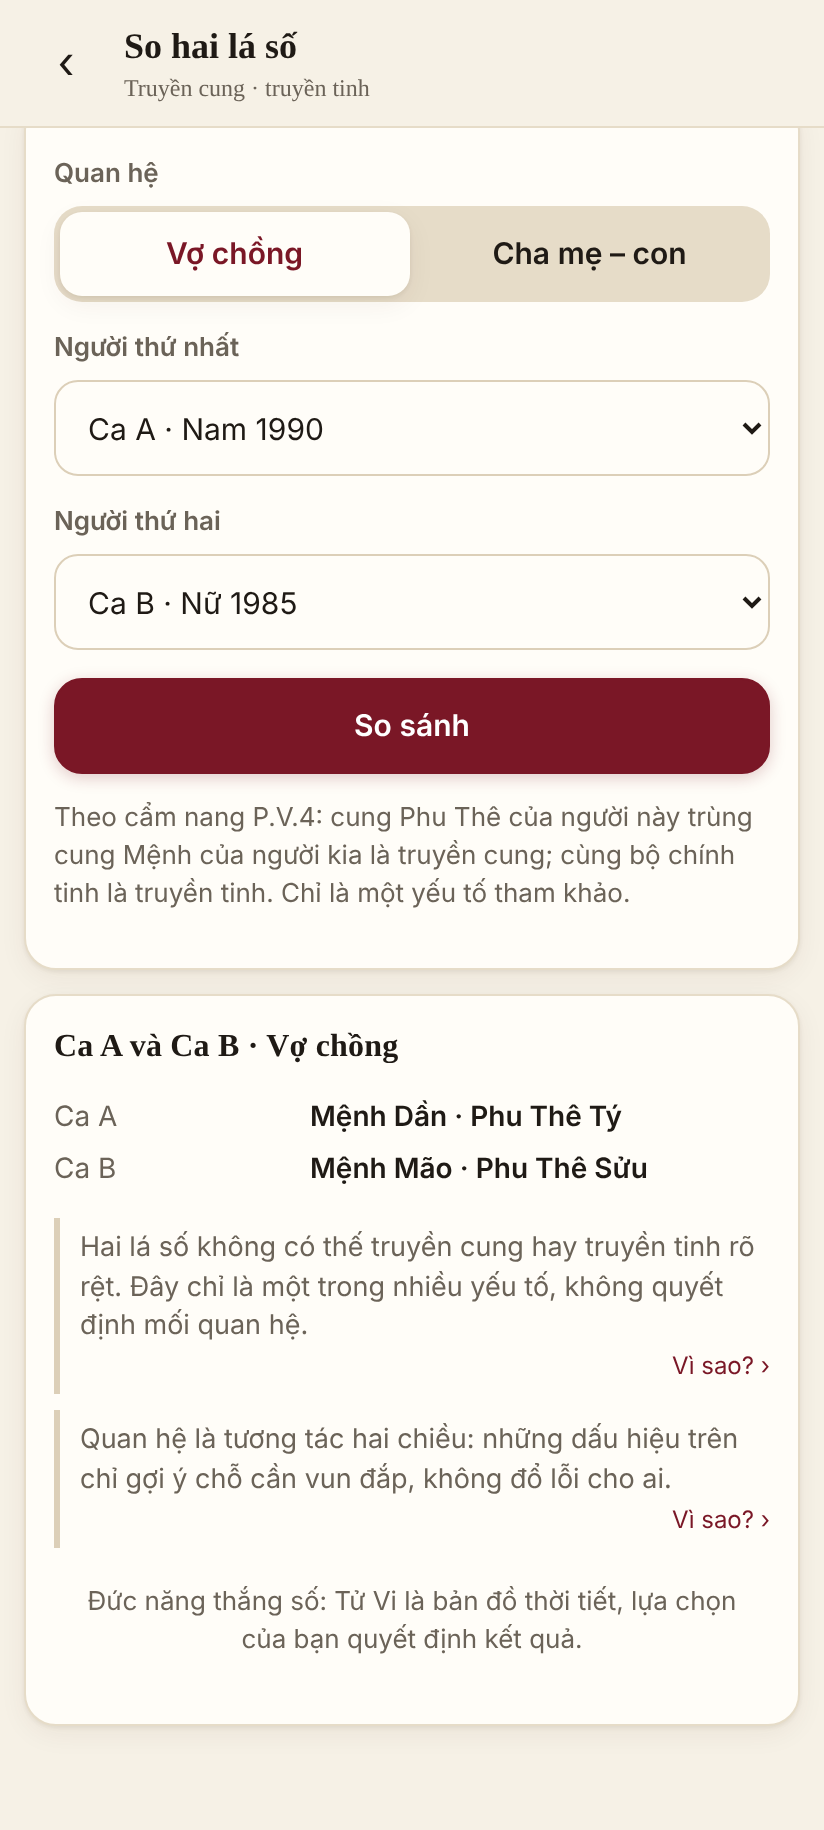 So hai lá số
Truyền cung · truyền tinh
Quan hệ
Vợ chồng
Cha mẹ – con
Người thứ nhất
Ca A · Nam 1990
Người thứ hai
Ca B · Nữ 1985
So sánh
Theo cẩm nang P.V.4: cung Phu Thê của người này trùng
cung Mệnh của người kia là truyền cung; cùng bộ chính
tinh là truyền tinh. Chỉ là một yếu tố tham khảo.
Ca A và Ca B · Vợ chồng
Ca A Mệnh Dần · Phu Thê Tý
Ca B Mệnh Mão · Phu Thê Sửu
Hai lá số không có thế truyền cung hay truyền tinh rõ
rệt. Đây chỉ là một trong nhiều yếu tố, không quyết
định mối quan hệ.
Vì sao? ›
Quan hệ là tương tác hai chiều: những dấu hiệu trên
chỉ gợi ý chỗ cần vun đắp, không đổ lỗi cho ai.
Vì sao? ›
Đức năng thắng số: Tử Vi là bản đồ thời tiết, lựa chọn
của bạn quyết định kết quả.